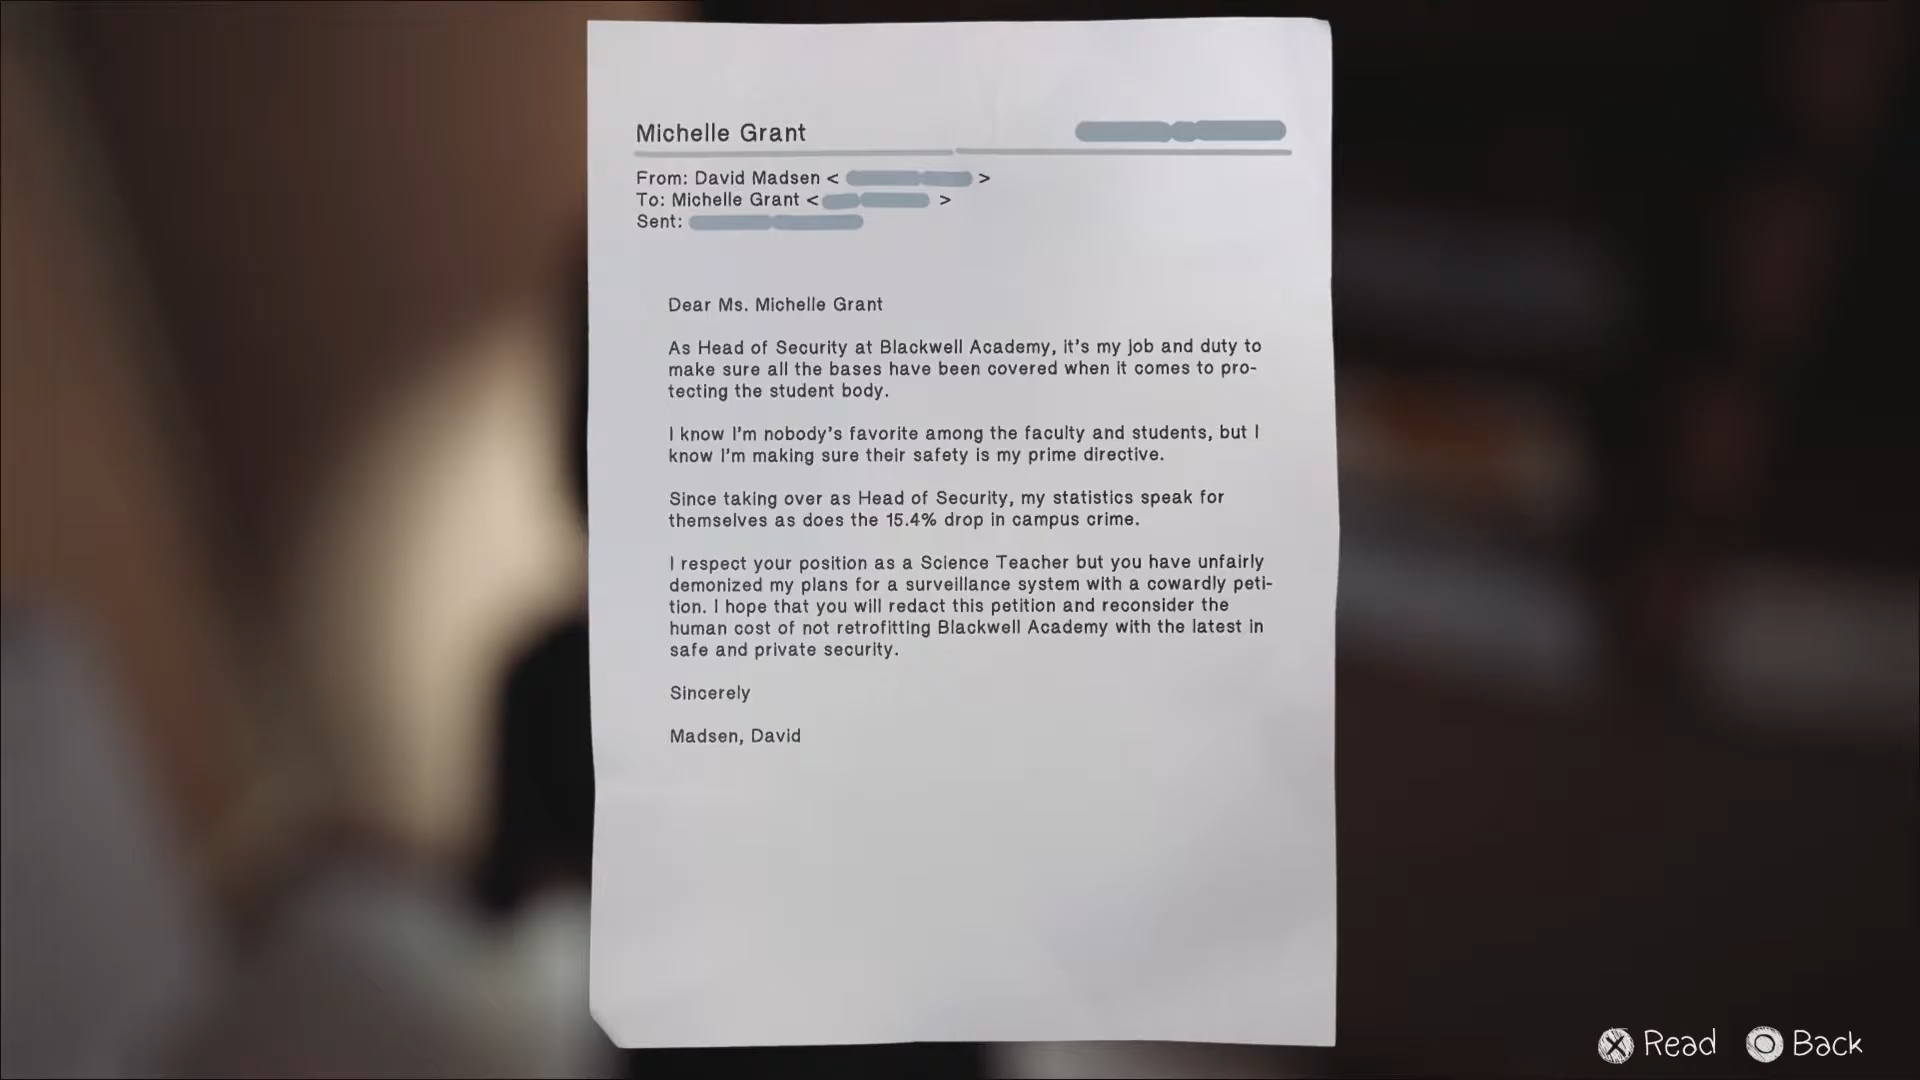 Michelle Grant
From: David Madsen < >
To: Michelle Grant < >
Sent:
Dear Ms. Michelle Grant
As Head of Security at Blackwell Academy, it's my job and duty to
make sure all the bases have been covered when it comes to pro-
tecting the student body.
I know I'm nobody's favorite among the faculty and students, but I
know I'm making sure their safety is my prime directive.
Since taking over as Head of Security, my statistics speak for
themselves as does the 15.4% drop in campus crime.
I respect your position as a Science Teacher but you have unfairly
demonized my plans for a surveillance system with a cowardly peti-
tion. I hope that you will redact this petition and reconsider the
human cost of not retrofitting Blackwell Academy with the latest in
safe and private security.
Sincerely
Madsen, David
Read Back